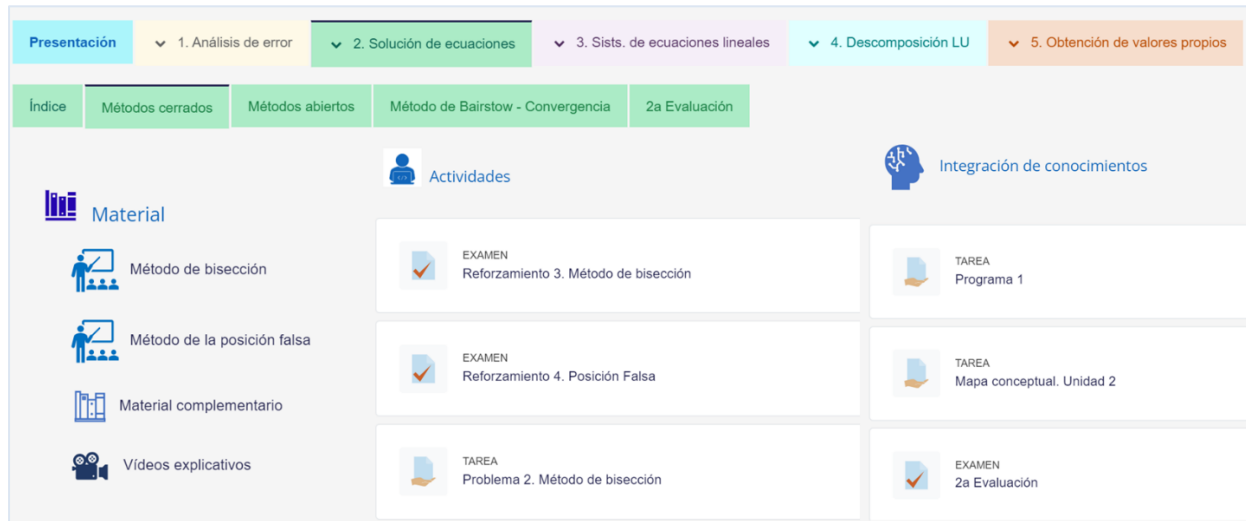 Presentación
1. Análisis de error
2. Solución de ecuaciones
3. Sists. de ecuaciones lineales
4. Descomposición LU
5. Obtención de valores propios
Índice
Métodos cerrados
Métodos abiertos
Método de Bairstow - Convergencia
2a Evaluación
Material
Método de bisección
Método de la posición falsa
Material complementario
Vídeos explicativos
Actividades
EXAMEN
Reforzamiento 3. Método de bisección
EXAMEN
Reforzamiento 4. Posición Falsa
TAREA
Problema 2. Método de bisección
Integración de conocimientos
TAREA
Programa 1
TAREA
Mapa conceptual. Unidad 2
EXAMEN
2a Evaluación